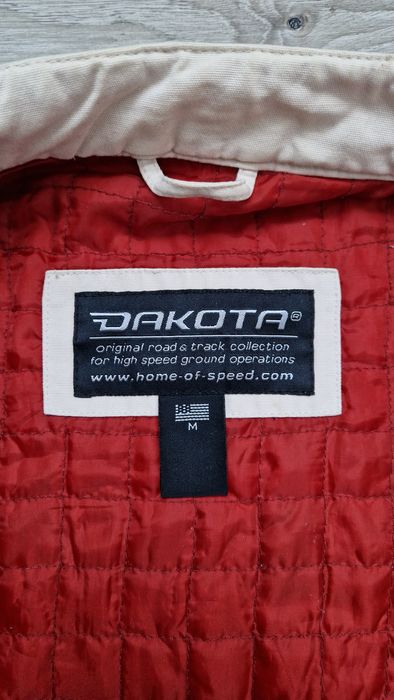 DAKOTA®
original road & track collection
for high speed ground operations
www.home-of-speed.com
M